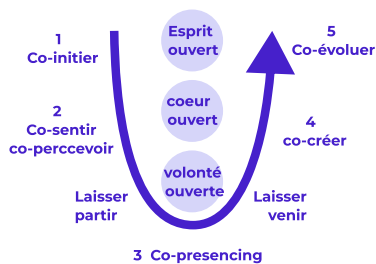 1
Co-initier
2
Co-sentir
co-perccevoir
Laisser
partir
3 Co-presencing
Esprit
ouvert
coeur
ouvert
volonté
ouverte
Laisser
venir
4
co-créer
5
Co-évoluer